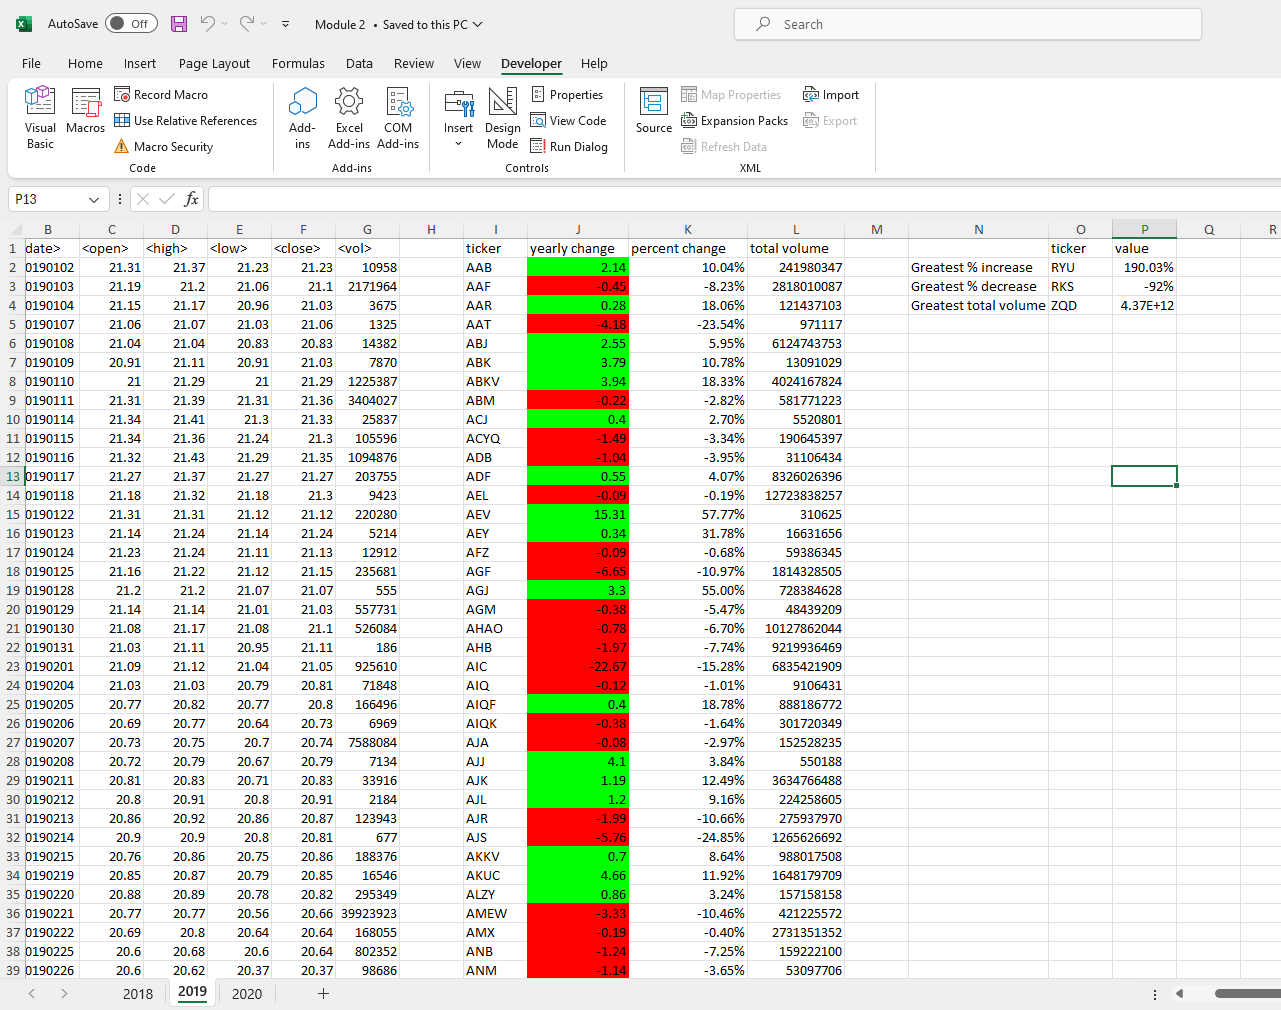 AutoSave Off Module 2 • Saved to this PC Search
File Home Insert Page Layout Formulas Data Review View Developer Help
Visual Basic
Macros
Record Macro
Use Relative References
Macro Security
Code
Add-ins
Excel Add-ins
COM Add-ins
Add-ins
Insert
Design Mode
Properties
View Code
Run Dialog
Controls
Source
Map Properties
Expansion Packs
Refresh Data
Import
Export
XML
P13 fx
B C D E F G H I J K L M N O P Q R
1 date> <open> <high> <low> <close> <vol> ticker yearly change percent change total volume ticker value
2 0190102 21.31 21.37 21.23 21.23 10958 AAB 2.14 10.04% 241980347 Greatest % increase RYU 190.03%
3 0190103 21.19 21.2 21.06 21.1 2171964 AAF -0.45 -8.23% 2818010087 Greatest % decrease RKS -92%
4 0190104 21.15 21.17 20.96 21.03 3675 AAR 0.28 18.06% 121437103 Greatest total volume ZQD 4.37E+12
5 0190107 21.06 21.07 21.03 21.06 1325 AAT -4.18 -23.54% 971117
6 0190108 21.04 21.04 20.83 20.83 14382 ABJ 2.55 5.95% 6124743753
7 0190109 20.91 21.11 20.91 21.03 7870 ABK 3.79 10.78% 13091029
8 0190110 21 21.29 21 21.29 1225387 ABKV 3.94 18.33% 4024167824
9 0190111 21.31 21.39 21.31 21.36 3404027 ABM -0.22 -2.82% 581771223
10 0190114 21.34 21.41 21.3 21.33 25837 ACJ 0.4 2.70% 5520801
11 0190115 21.34 21.36 21.24 21.3 105596 ACYQ -1.49 -3.34% 190645397
12 0190116 21.32 21.43 21.29 21.35 1094876 ADB -1.04 -3.95% 31106434
13 0190117 21.27 21.37 21.27 21.27 203755 ADF 0.55 4.07% 8326026396
14 0190118 21.18 21.32 21.18 21.3 9423 AEL -0.09 -0.19% 12723838257
15 0190122 21.31 21.31 21.12 21.12 220280 AEV 15.31 57.77% 310625
16 0190123 21.14 21.24 21.14 21.24 5214 AEY 0.34 31.78% 16631656
17 0190124 21.23 21.24 21.11 21.13 12912 AFZ -0.09 -0.68% 59386345
18 0190125 21.16 21.22 21.12 21.15 235681 AGF -6.65 -10.97% 1814328505
19 0190128 21.2 21.2 21.07 21.07 555 AGJ 3.3 55.00% 728384628
20 0190129 21.14 21.14 21.01 21.03 557731 AGM -0.38 -5.47% 48439209
21 0190130 21.08 21.17 21.08 21.1 526084 AHAO -0.78 -6.70% 10127862044
22 0190131 21.03 21.11 20.95 21.11 186 AHB -1.97 -7.74% 9219936469
23 0190201 21.09 21.12 21.04 21.05 925610 AIC -22.67 -15.28% 6835421909
24 0190204 21.03 21.03 20.79 20.81 71848 AIQ -0.12 -1.01% 9106431
25 0190205 20.77 20.82 20.77 20.8 166496 AIQF 0.4 18.78% 888186772
26 0190206 20.69 20.77 20.64 20.73 6969 AIQK -0.38 -1.64% 301720349
27 0190207 20.73 20.75 20.7 20.74 7588084 AJA -0.08 -2.97% 152528235
28 0190208 20.72 20.79 20.67 20.79 7134 AJJ 4.1 3.84% 550188
29 0190211 20.81 20.83 20.71 20.83 33916 AJK 1.19 12.49% 3634766488
30 0190212 20.8 20.91 20.8 20.91 2184 AJL 1.2 9.16% 224258605
31 0190213 20.86 20.92 20.86 20.87 123943 AJR -1.99 -10.66% 275937970
32 0190214 20.9 20.9 20.8 20.81 677 AJS -5.76 -24.85% 1265626692
33 0190215 20.76 20.86 20.75 20.86 188376 AKKV 0.7 8.64% 988017508
34 0190219 20.85 20.87 20.79 20.85 16546 AKUC 4.66 11.92% 1648179709
35 0190220 20.88 20.89 20.78 20.82 295349 ALZY 0.86 3.24% 157158158
36 0190221 20.77 20.77 20.56 20.66 39923923 AMEW -3.33 -10.46% 421225572
37 0190222 20.69 20.8 20.64 20.64 168055 AMX -0.19 -0.40% 2731351352
38 0190225 20.6 20.68 20.6 20.64 802352 ANB -1.24 -7.25% 159222100
39 0190226 20.6 20.62 20.37 20.37 98686 ANM -1.14 -3.65% 53097706
2018 2019 2020